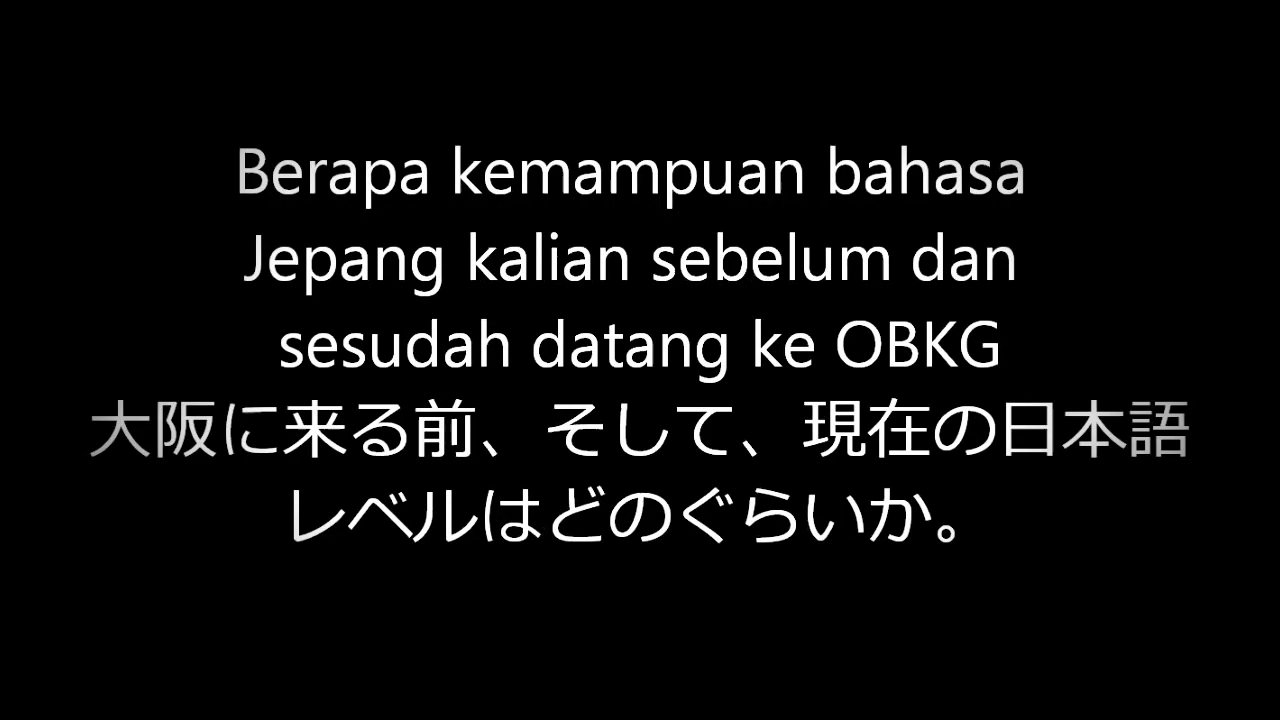 Berapa kemampuan bahasa
Jepang kalian sebelum dan
sesudah datang ke OBKG
大阪に来る前、そして、現在の日本語
レベルはどのぐらいか。